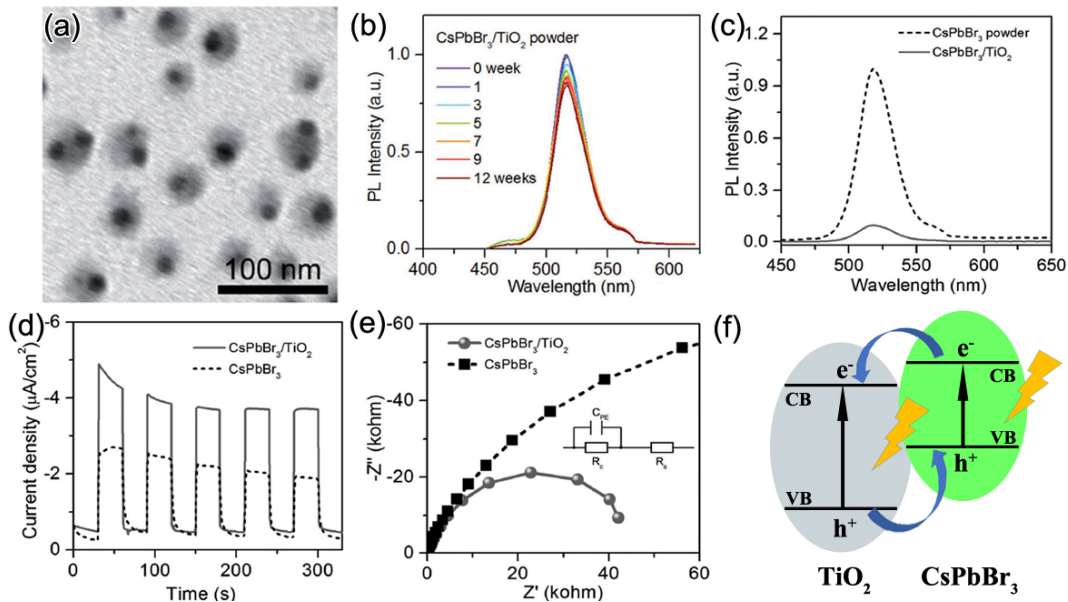 (a)
100 nm
(b)
CsPbBr3/TiO2 powder
0 week
1
3
5
7
9
12 weeks
PL Intensity (a.u.)
1.0
0.5
0.0
400 450 500 550 600
Wavelength (nm)
(c)
CsPbBr3 powder
CsPbBr3/TiO2
PL Intensity (a.u.)
1.2
0.9
0.6
0.3
0.0
450 500 550 600 650
Wavelength (nm)
(d)
CsPbBr3/TiO2
CsPbBr3
Current density (μA/cm2)
-6
-4
-2
0
0 100 200 300
Time (s)
(e)
CsPbBr3/TiO2
CsPbBr3
CPE
Rc
Rs
-Z'' (kohm)
-60
-40
-20
0
0 10 20 30 40 50 60
Z' (kohm)
(f)
e-
CB
e-
CB
VB
h+
VB
h+
TiO2
CsPbBr3